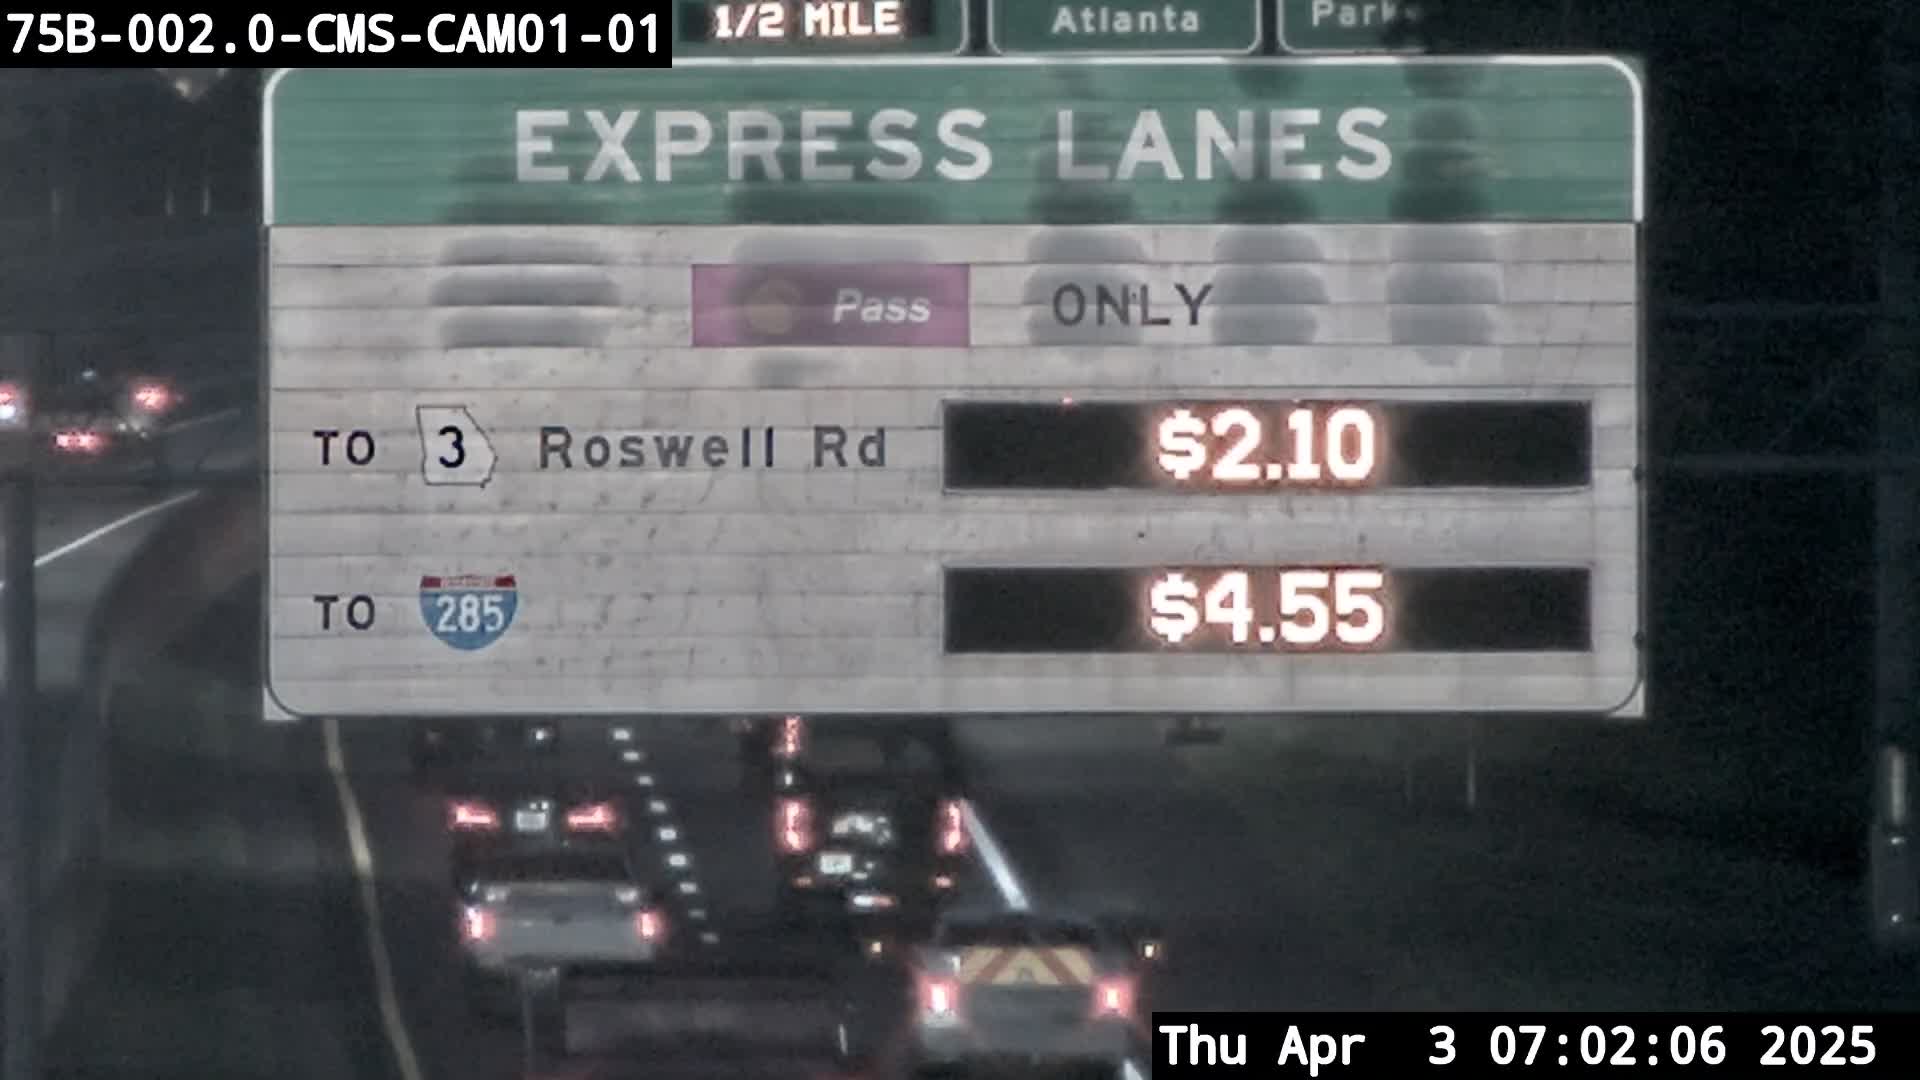 75B-002.0-CMS-CAM01-01
1/2 MILE
Atlanta
EXPRESS LANES
Pass ONLY
TO 3 Roswell Rd $2.10
TO 285 $4.55
Thu Apr 3 07:02:06 2025